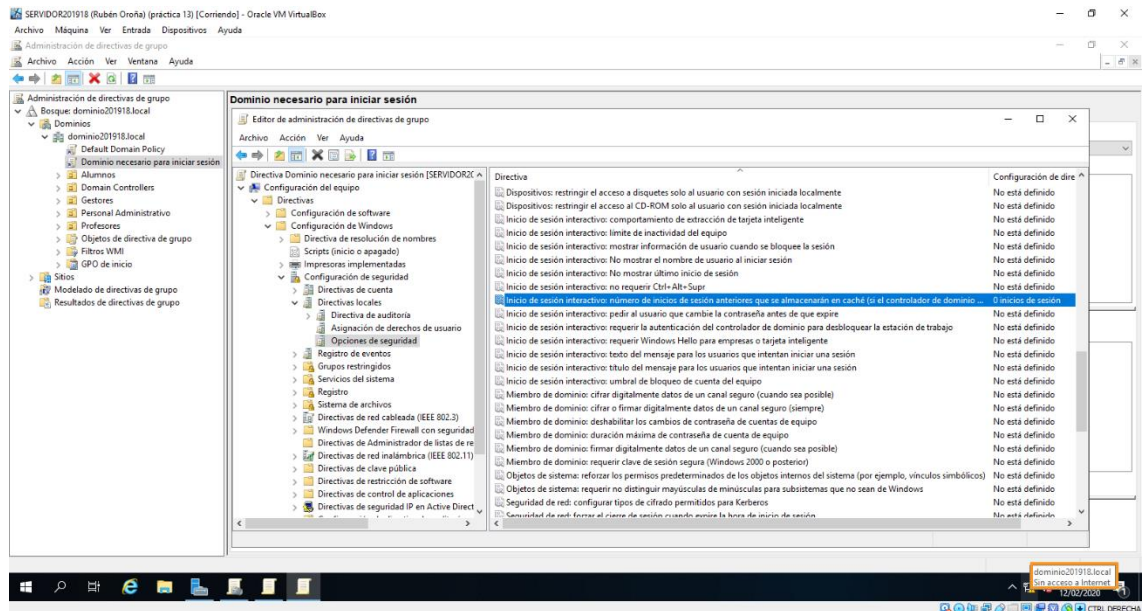 SERVIDOR201918 (Rubén Oroña) (práctica 13) [Corriendo] - Oracle VM VirtualBox
Archivo Máquina Ver Entrada Dispositivos Ayuda
Administración de directivas de grupo
Archivo Acción Ver Ventana Ayuda
Administración de directivas de grupo
Bosque: dominio201918.local
Dominios
dominio201918.local
Default Domain Policy
Dominio necesario para iniciar sesión
Alumnos
Domain Controllers
Gestores
Personal Administrativo
Profesores
Objetos de directiva de grupo
Filtros WMI
GPO de inicio
Sitios
Modelado de directivas de grupo
Resultados de directivas de grupo
Dominio necesario para iniciar sesión
Editor de administración de directivas de grupo
Archivo Acción Ver Ayuda
Directiva Dominio necesario para iniciar sesión [SERVIDOR20
Configuración del equipo
Directivas
Configuración de software
Configuración de Windows
Directiva de resolución de nombres
Scripts (inicio o apagado)
Impresoras implementadas
Configuración de seguridad
Directivas de cuenta
Directivas locales
Directiva de auditoría
Asignación de derechos de usuario
Opciones de seguridad
Registro de eventos
Grupos restringidos
Servicios del sistema
Registro
Sistema de archivos
Directivas de red cableada (IEEE 802.3)
Windows Defender Firewall con seguridad
Directivas de Administrador de listas de re
Directivas de red inalámbrica (IEEE 802.11)
Directivas de clave pública
Directivas de restricción de software
Directivas de control de aplicaciones
Directivas de seguridad IP en Active Direct
Directiva Configuración de dire
Dispositivos: restringir el acceso a disquetes solo al usuario con sesión iniciada localmente No está definido
Dispositivos: restringir el acceso al CD-ROM solo al usuario con sesión iniciada localmente No está definido
Inicio de sesión interactivo: comportamiento de extracción de tarjeta inteligente No está definido
Inicio de sesión interactivo: límite de inactividad del equipo No está definido
Inicio de sesión interactivo: mostrar información de usuario cuando se bloquee la sesión No está definido
Inicio de sesión interactivo: No mostrar el nombre de usuario al iniciar sesión No está definido
Inicio de sesión interactivo: No mostrar último inicio de sesión No está definido
Inicio de sesión interactivo: no requerir Ctrl+Alt+Supr No está definido
Inicio de sesión interactivo: número de inicios de sesión anteriores que se almacenarán en caché (si el controlador de dominio ... 0 inicios de sesión
Inicio de sesión interactivo: pedir al usuario que cambie la contraseña antes de que expire No está definido
Inicio de sesión interactivo: requerir la autenticación del controlador de dominio para desbloquear la estación de trabajo No está definido
Inicio de sesión interactivo: requerir Windows Hello para empresas o tarjeta inteligente No está definido
Inicio de sesión interactivo: texto del mensaje para los usuarios que intentan iniciar una sesión No está definido
Inicio de sesión interactivo: título del mensaje para los usuarios que intentan iniciar una sesión No está definido
Inicio de sesión interactivo: umbral de bloqueo de cuenta del equipo No está definido
Miembro de dominio: cifrar digitalmente datos de un canal seguro (cuando sea posible) No está definido
Miembro de dominio: cifrar o firmar digitalmente datos de un canal seguro (siempre) No está definido
Miembro de dominio: deshabilitar los cambios de contraseña de cuentas de equipo No está definido
Miembro de dominio: duración máxima de contraseña de cuenta de equipo No está definido
Miembro de dominio: firmar digitalmente datos de un canal seguro (cuando sea posible) No está definido
Miembro de dominio: requerir clave de sesión segura (Windows 2000 o posterior) No está definido
Objetos de sistema: reforzar los permisos predeterminados de los objetos internos del sistema (por ejemplo, vínculos simbólicos) No está definido
Objetos de sistema: requerir no distinguir mayúsculas de minúsculas para subsistemas que no sean de Windows No está definido
Seguridad de red: configurar tipos de cifrado permitidos para Kerberos No está definido
Seguridad de red: forzar el cierre de sesión cuando expire la hora de inicio de sesión No está definido
dominio201918.local
Sin acceso a Internet
12/02/2020
CTRL DERECHA